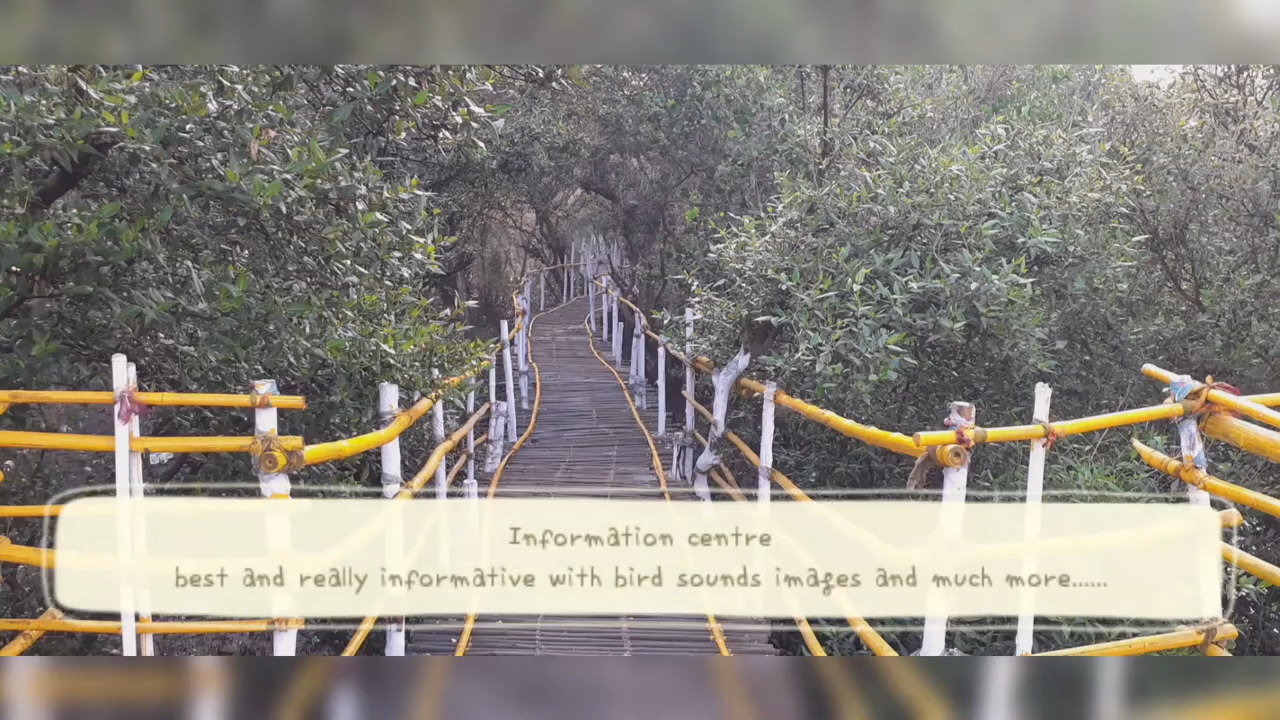 Information centre
best and really informative with bird sounds images and much more......